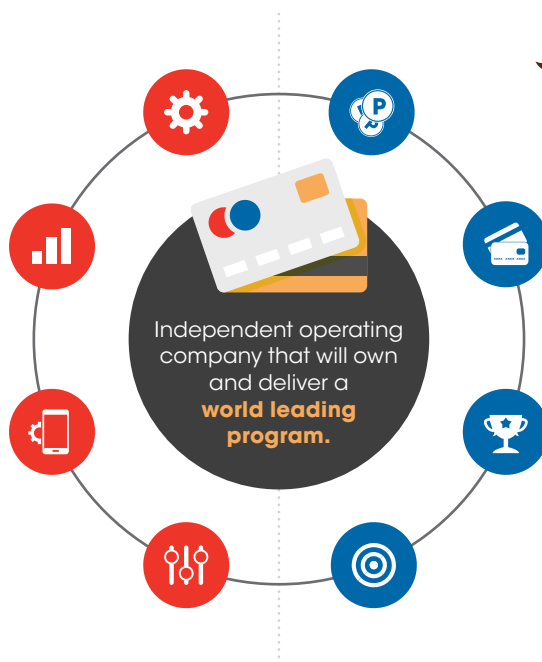 P
P
Independent operating
company that will own
and deliver a
world leading
program.